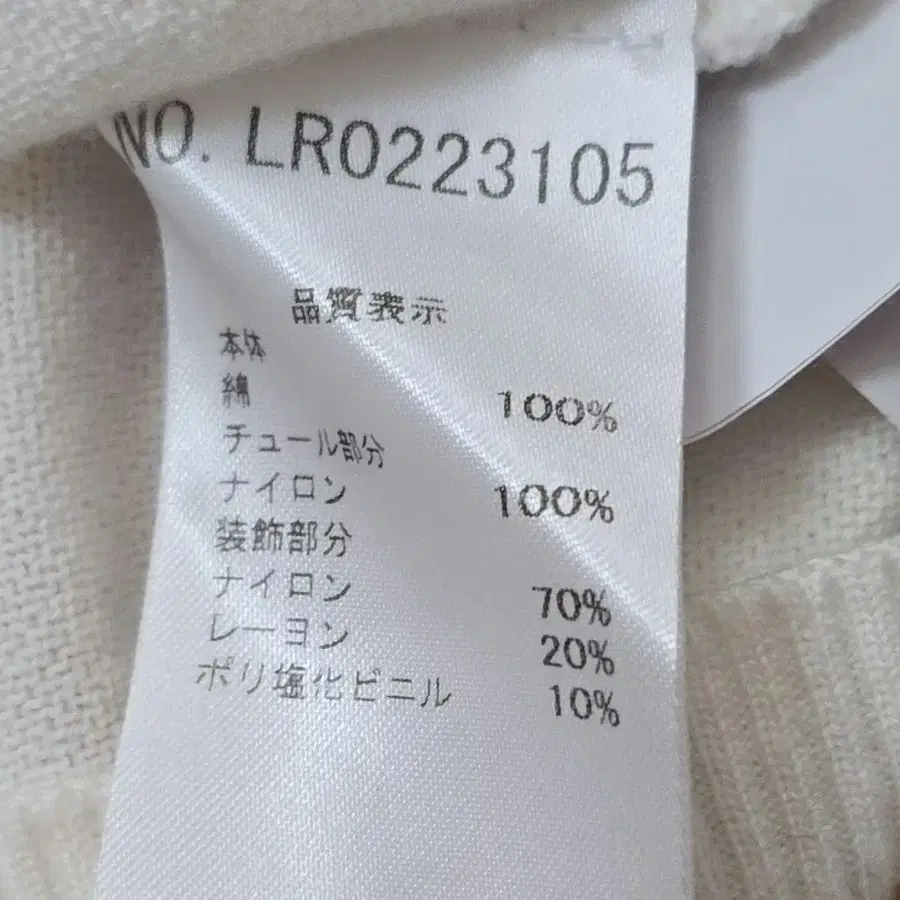 NO. LR0223105
品質表示
本体
綿 100%
チュール部分
ナイロン 100%
装飾部分
ナイロン 70%
レーヨン 20%
ポリ塩化ビニル 10%